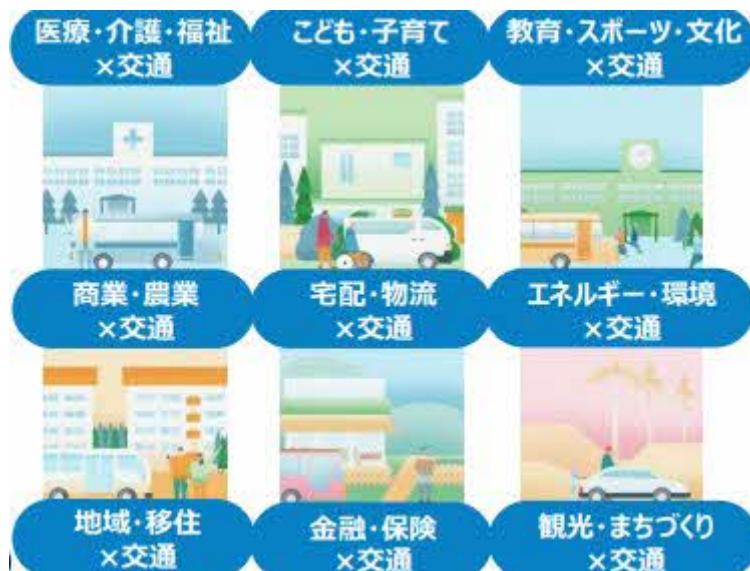 医療・介護・福祉
×交通
こども・子育て
×交通
教育・スポーツ・文化
×交通
商業・農業
×交通
宅配・物流
×交通
エネルギー・環境
×交通
地域・移住
×交通
金融・保険
×交通
観光・まちづくり
×交通